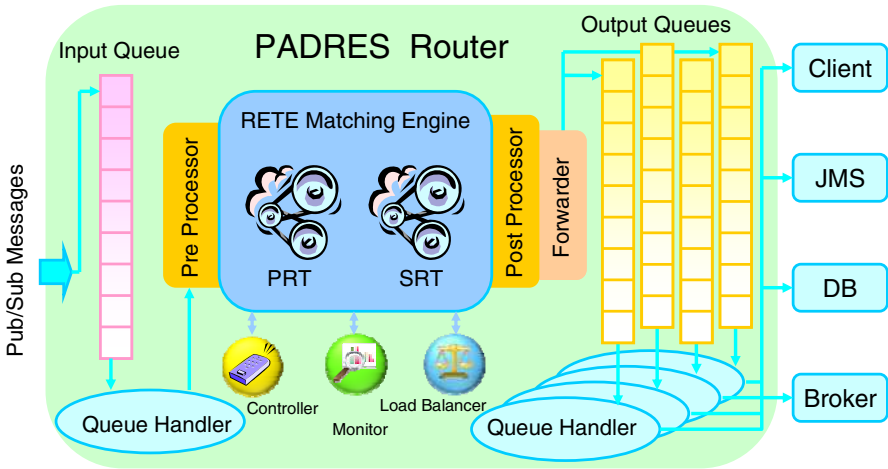 Input Queue
PADRES Router
Output Queues
Pub/Sub Messages
Pre Processor
RETE Matching Engine
PRT
SRT
Post Processor
Forwarder
Client
JMS
DB
Broker
Controller
Monitor
Load Balancer
Queue Handler
Queue Handler